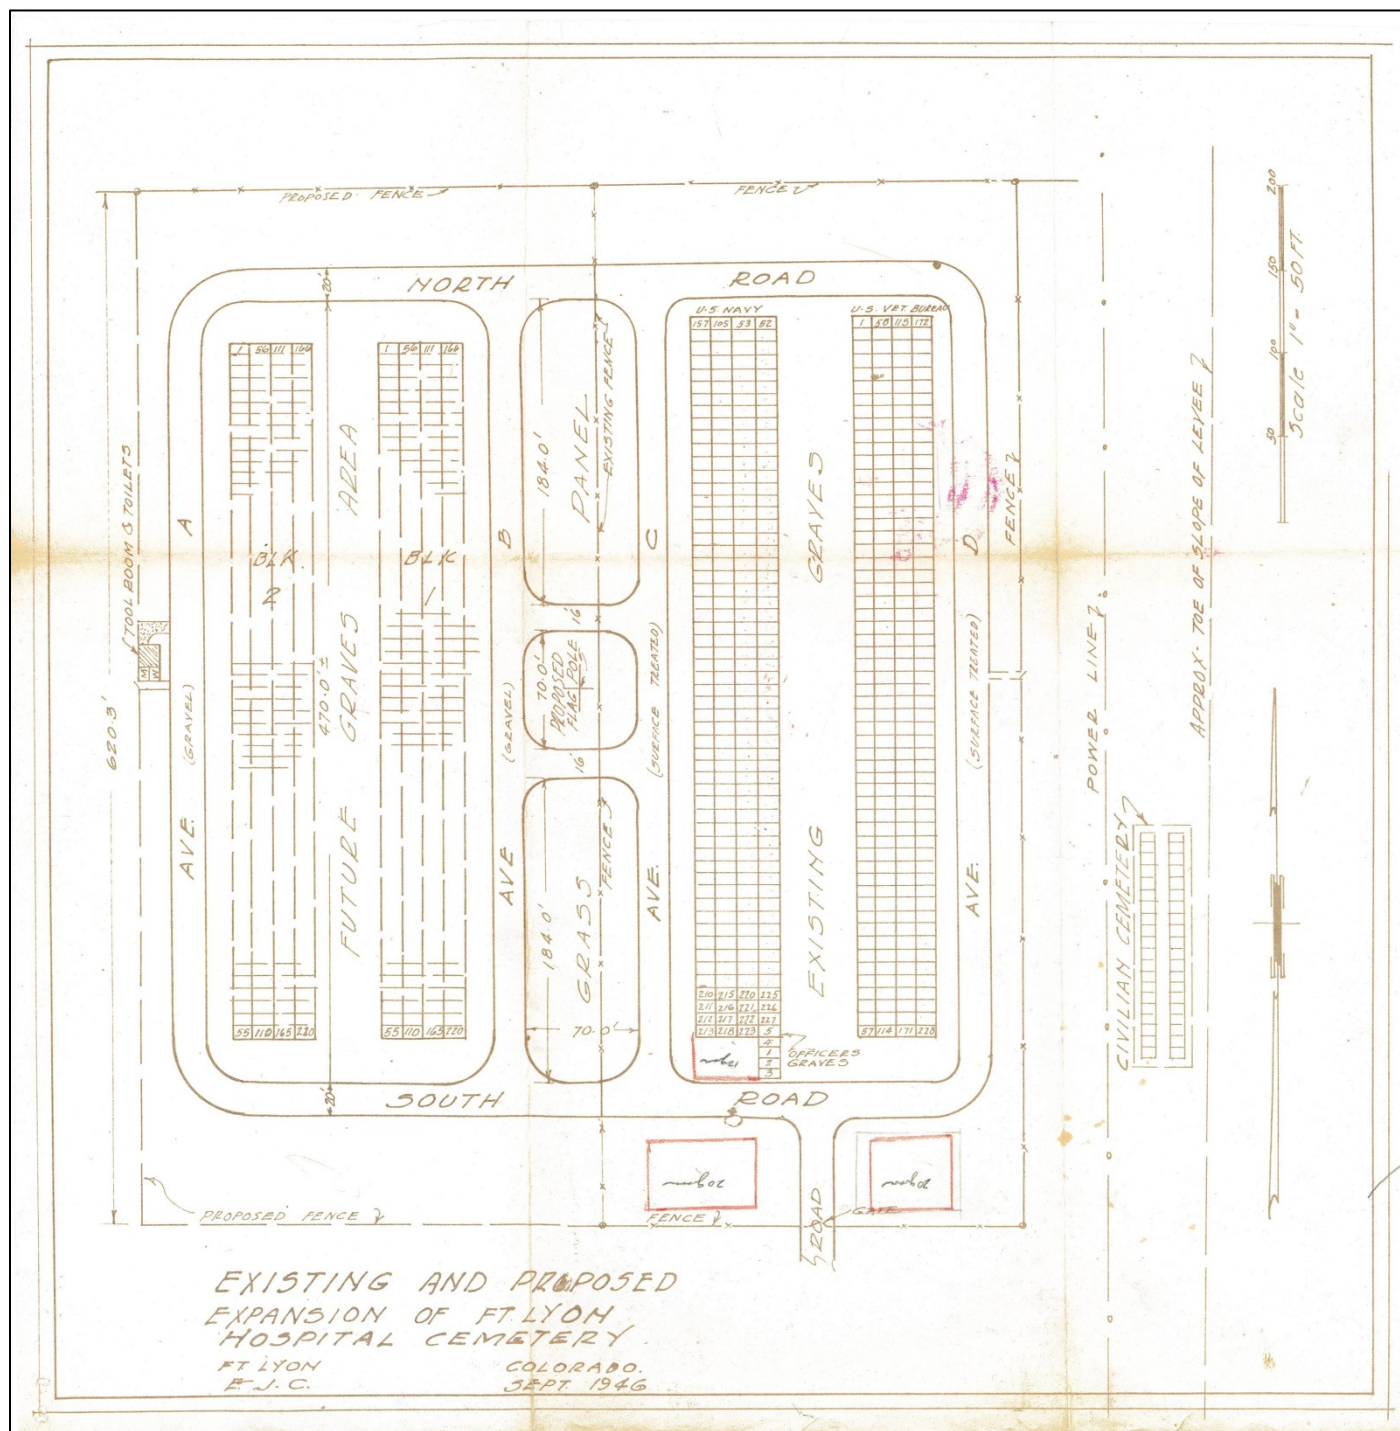 PROPOSED FENCE
FENCE
NORTH ROAD
20'
U.S. NAVY
157 105 53 52
U.S. VET. BUREAU
1 58 115 172
1 56 111 166
1 56 111 166
200
150
100
50
Scale 1" = 50 FT.
TOOL ROOM & TOILETS
M
W
A
AVE.
(GRAVEL)
620.3'
BLK
2
BLK
1
FUTURE GRAVES AREA
470.0' ±
B
AVE
(GRAVEL)
184.0'
PANEL
EXISTING FENCE
16'
70.0'
PROPOSED
FLAG POLE
16'
184.0'
GRASS
FENCE
70.0'
C
AVE.
(SURFACE TREATED)
EXISTING GRAVES
D
AVE.
(SURFACE TREATED)
FENCE
POWER LINE
APPROX. TOE OF SLOPE OF LEVEE
CIVILIAN CEMETERY
210 215 220 225
211 216 221 226
212 217 222 227
213 218 223 5
4
1
2
3
OFFICERS
GRAVES
57 114 171 228
55 110 165 220
55 110 165 220
20'
SOUTH ROAD
PROPOSED FENCE
FENCE
ROAD
GATE
EXISTING AND PROPOSED
EXPANSION OF FT. LYON
HOSPITAL CEMETERY
FT LYON COLORADO.
E.J.C. SEPT. 1946